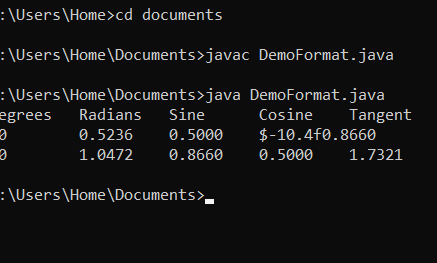 :\Users\Home>cd documents
:\Users\Home\Documents>javac DemoFormat.java
:\Users\Home\Documents>java DemoFormat.java
egrees Radians Sine Cosine Tangent
0 0.5236 0.5000 $-10.4f0.8660
0 1.0472 0.8660 0.5000 1.7321
:\Users\Home\Documents>